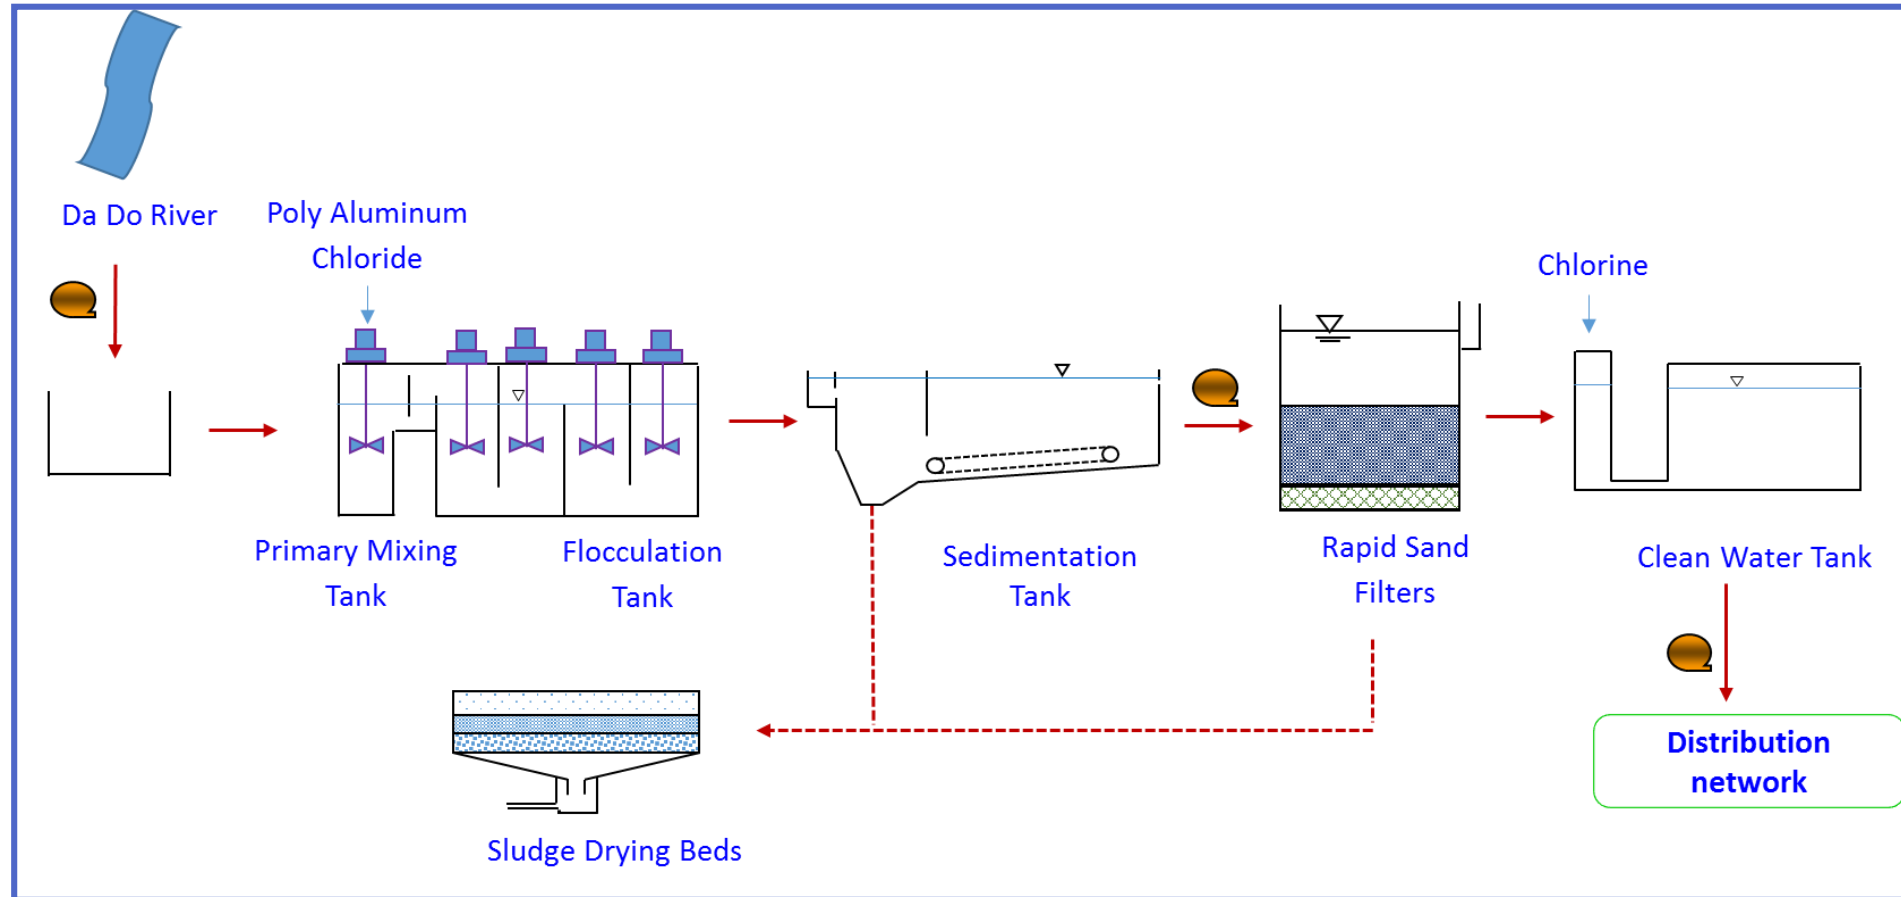 Da Do River
Poly Aluminum
Chloride
Chlorine
Primary Mixing
Tank
Flocculation
Tank
Sedimentation
Tank
Rapid Sand
Filters
Clean Water Tank
Distribution
network
Sludge Drying Beds